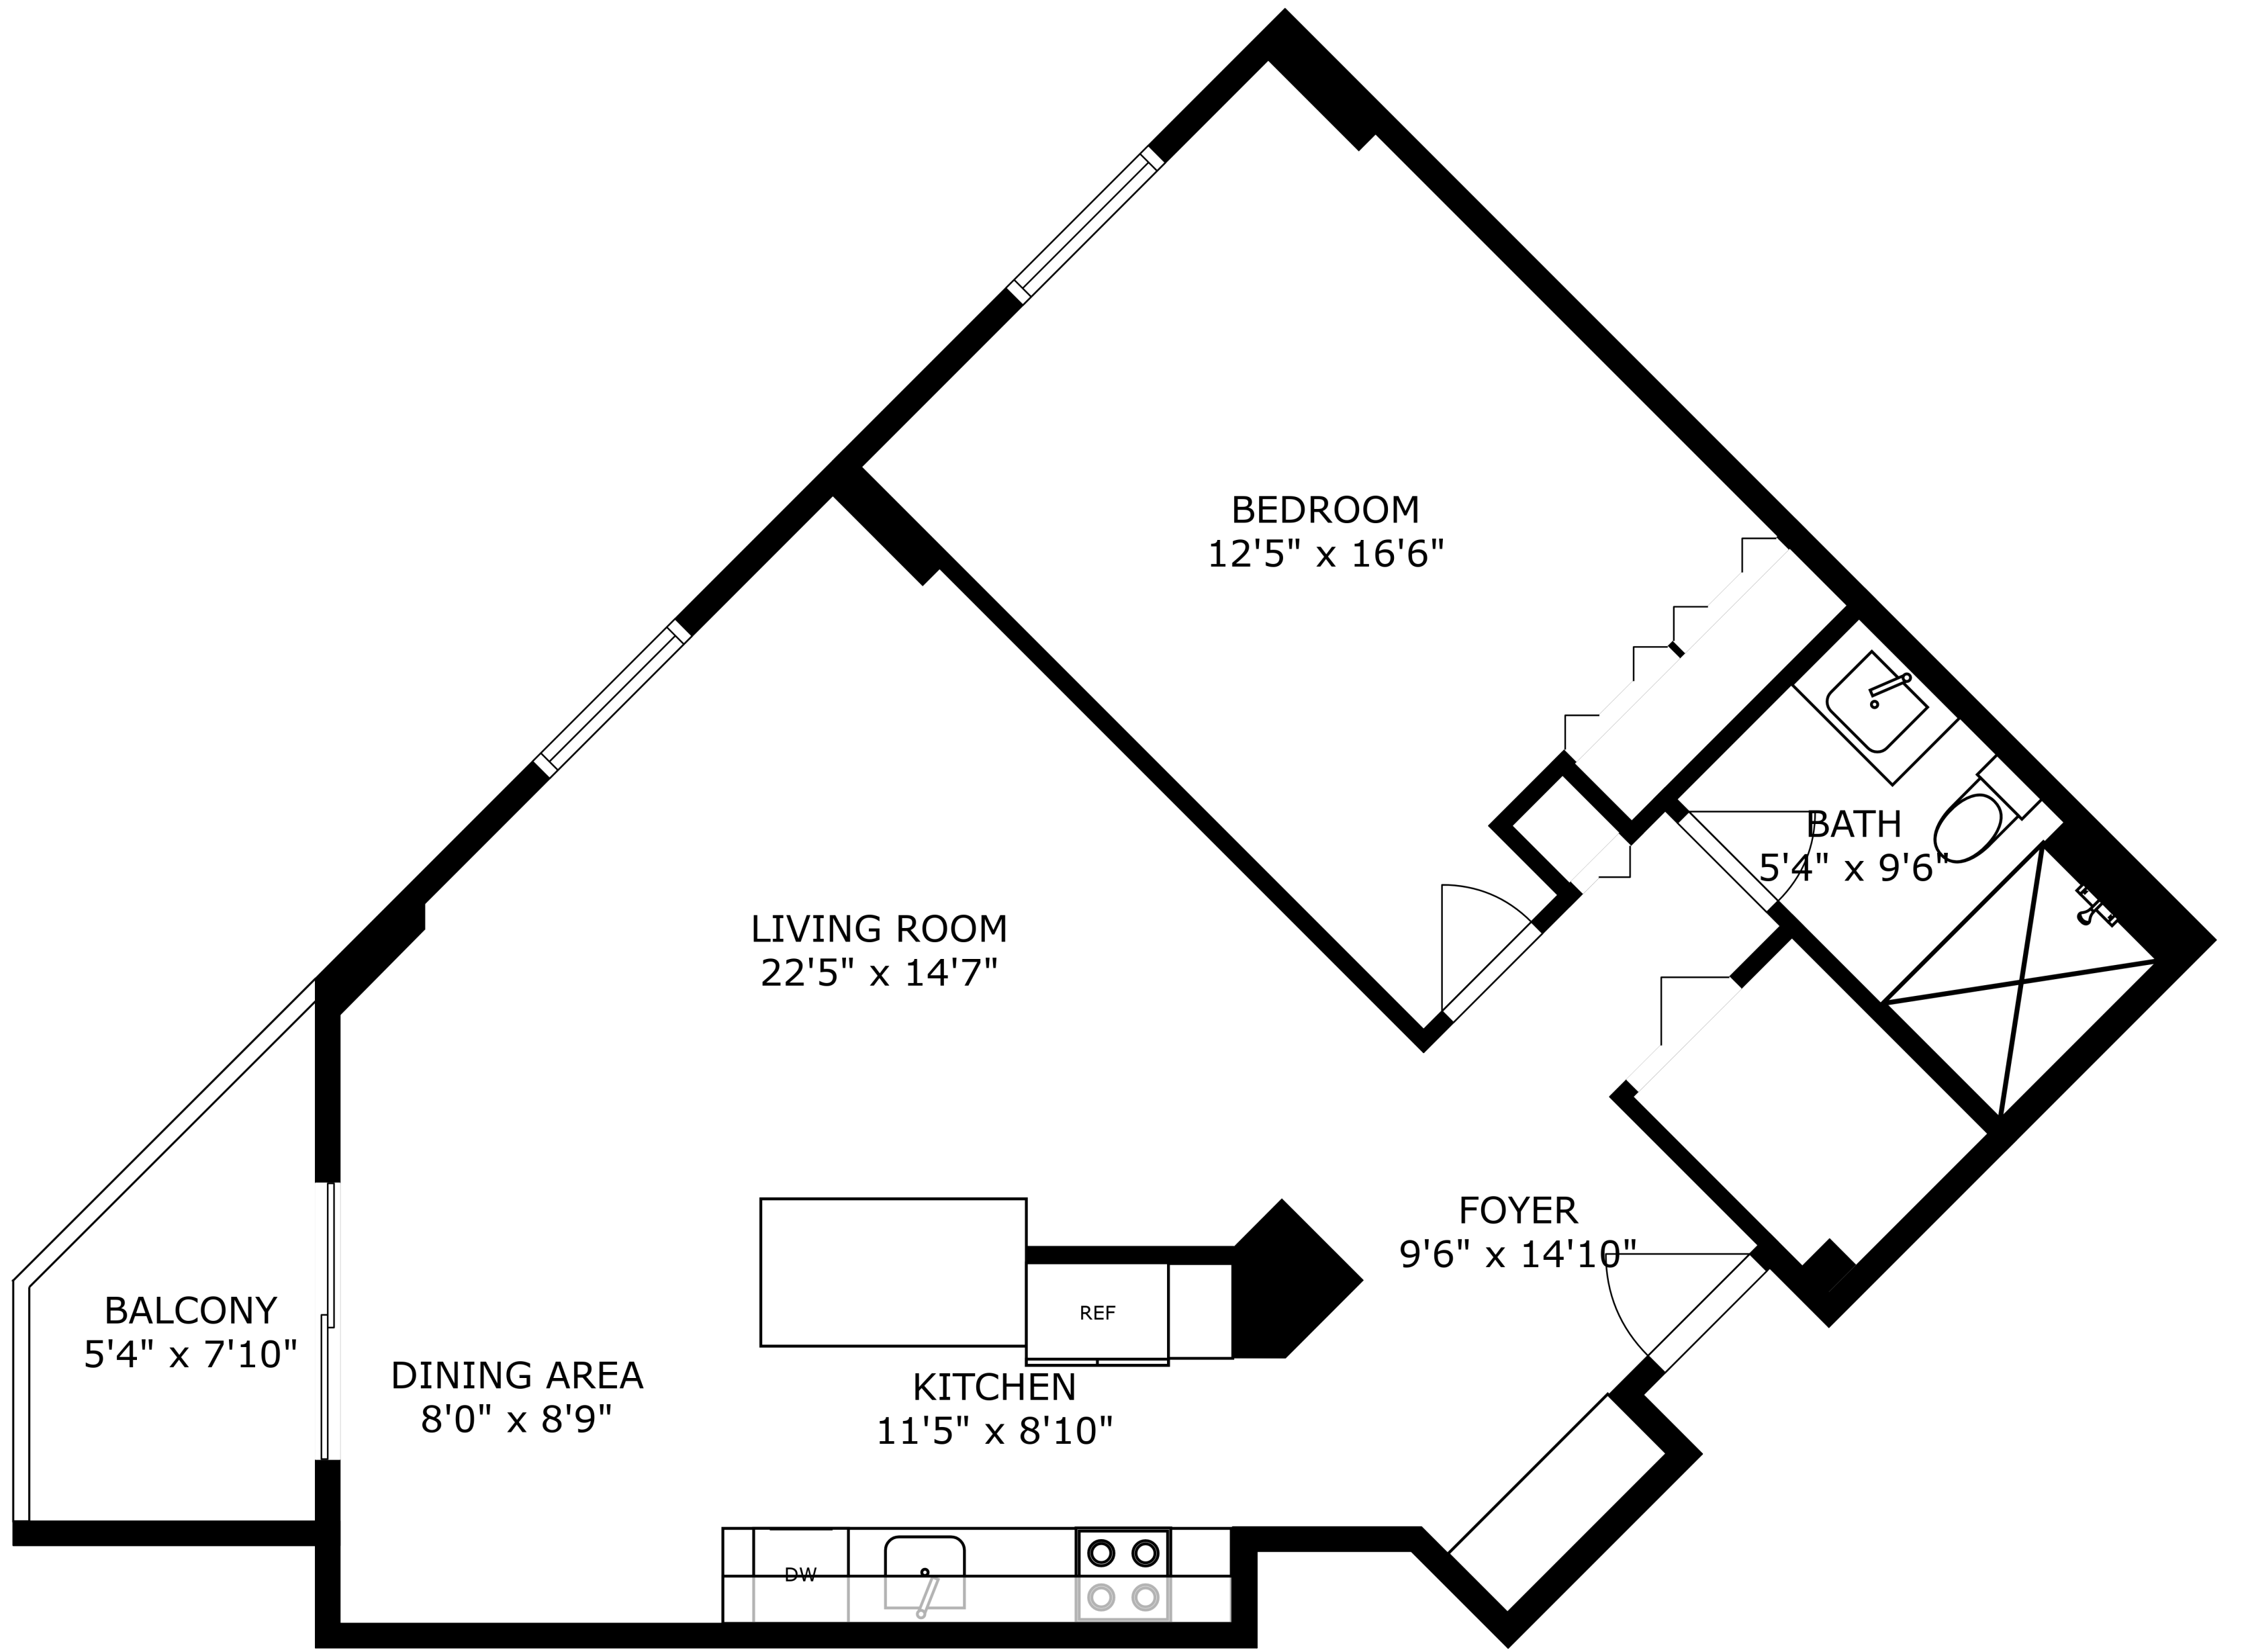 BEDROOM
12'5" x 16'6"
BATH
5'4" x 9'6"
LIVING ROOM
22'5" x 14'7"
FOYER
9'6" x 14'10"
BALCONY
5'4" x 7'10"
REF
DINING AREA
8'0" x 8'9"
KITCHEN
11'5" x 8'10"
DW